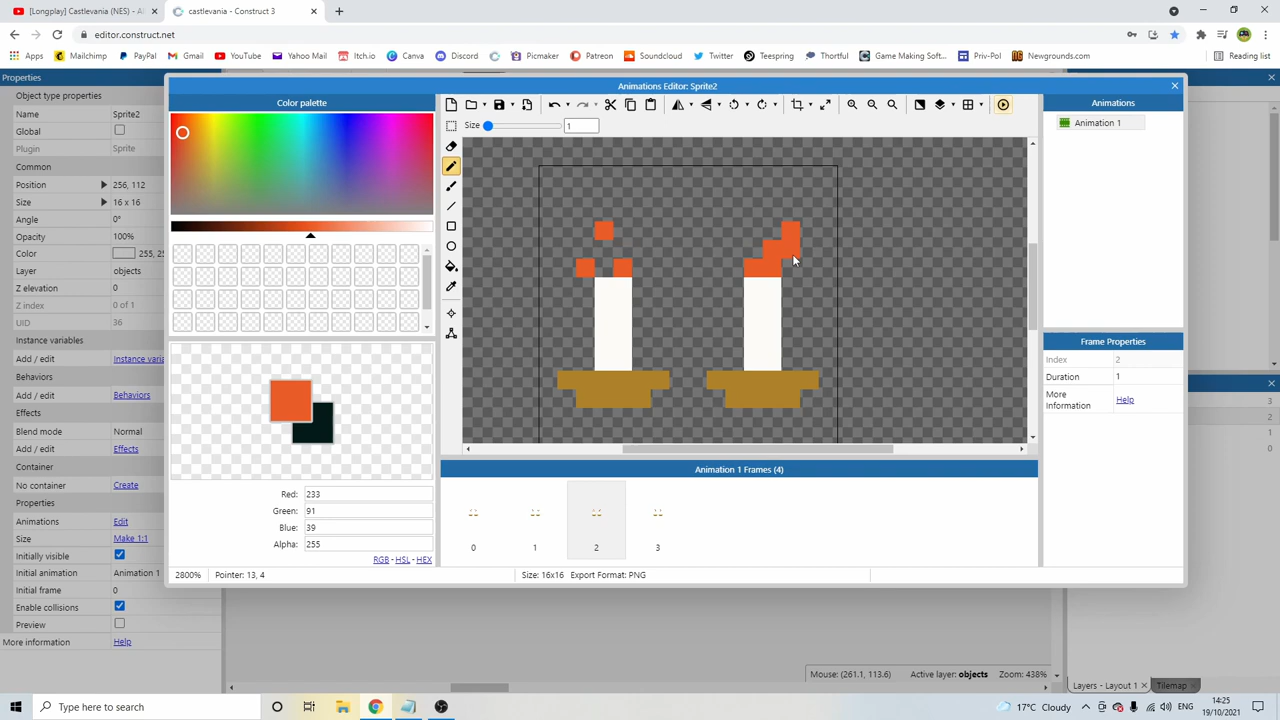 [Longplay] Castlevania (NES) - Al
castlevania - Construct 3
editor.construct.net
Apps
Mailchimp
PayPal
Gmail
YouTube
Yahoo Mail
Itch.io
Canva
Discord
Picmaker
Patreon
Soundcloud
Twitter
Teespring
Thortful
Game Making Soft...
Priv-Pol
Newgrounds.com
Reading list
Properties
Object type properties
Name Sprite2
Global
Plugin Sprite
Common
Position 256, 112
Size 16 x 16
Angle 0°
Opacity 100%
Color 255, 25
Layer objects
Z elevation 0
Z index 0 of 1
UID 36
Instance variables
Add / edit Instance varia
Behaviors
Add / edit Behaviors
Effects
Blend mode Normal
Add / edit Effects
Container
No container Create
Properties
Animations Edit
Size Make 1:1
Initially visible
Initial animation Animation 1
Initial frame 0
Enable collisions
Preview
More information Help
Animations Editor: Sprite2
Color palette
Size 1
Red: 233
Green: 91
Blue: 39
Alpha: 255
RGB - HSL - HEX
2800% Pointer: 13, 4
Size: 16x16 Export Format: PNG
Animation 1 Frames (4)
0 1 2 3
Animations
Animation 1
Frame Properties
Index 2
Duration 1
More Information Help
3
2
1
0
Mouse: (261.1, 113.6) Active layer: objects Zoom: 438%
Layers - Layout 1
Tilemap
Type here to search
17°C Cloudy
ENG
14:25
19/10/2021